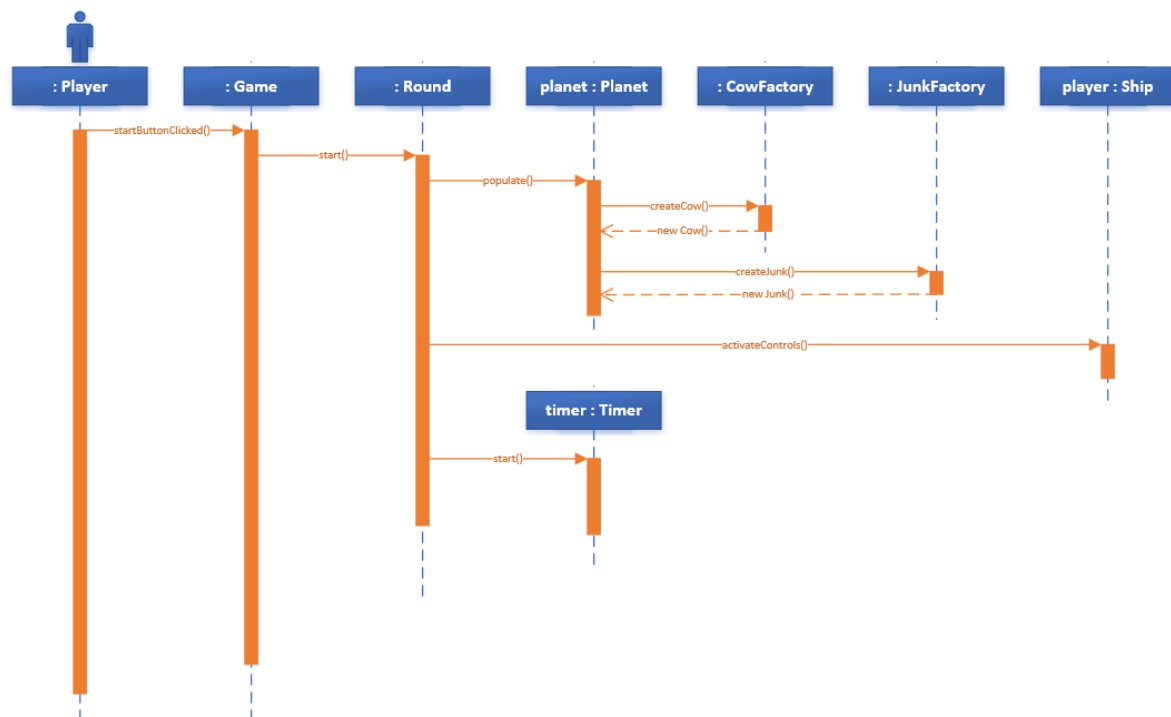 : Player
: Game
: Round
planet : Planet
: CowFactory
: JunkFactory
player : Ship
startButtonClicked()
start()
populate()
createCow()
new Cow()
createJunk()
new Junk()
activateControls()
timer : Timer
start()